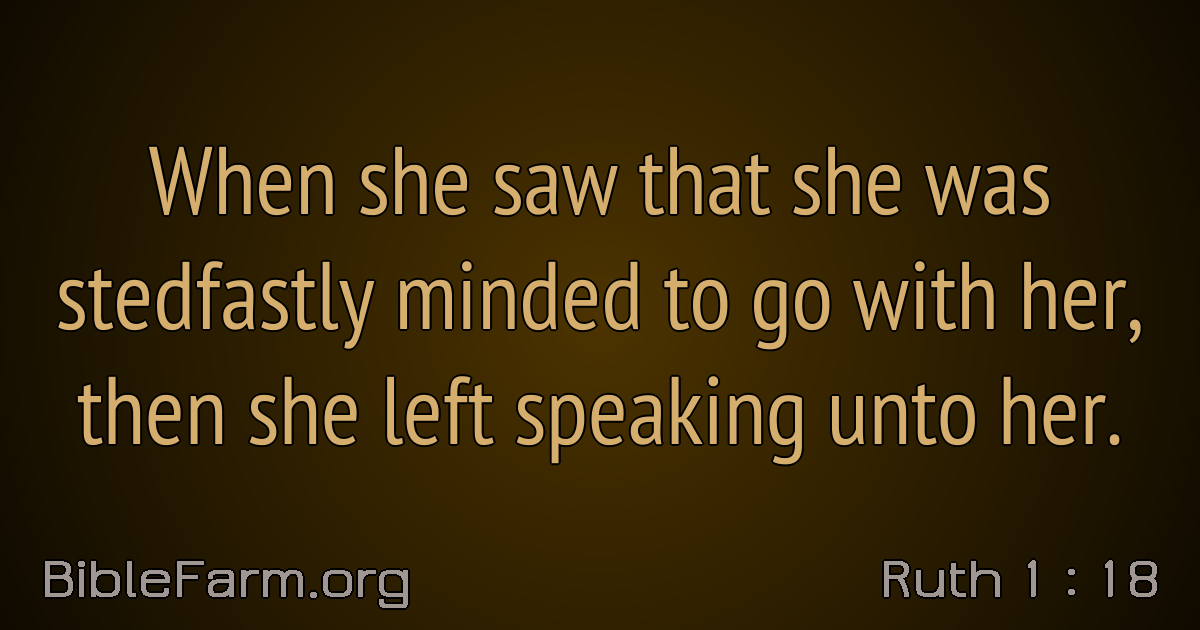 When she saw that she was
stedfastly minded to go with her,
then she left speaking unto her.
BibleFarm.org
Ruth 1 : 18